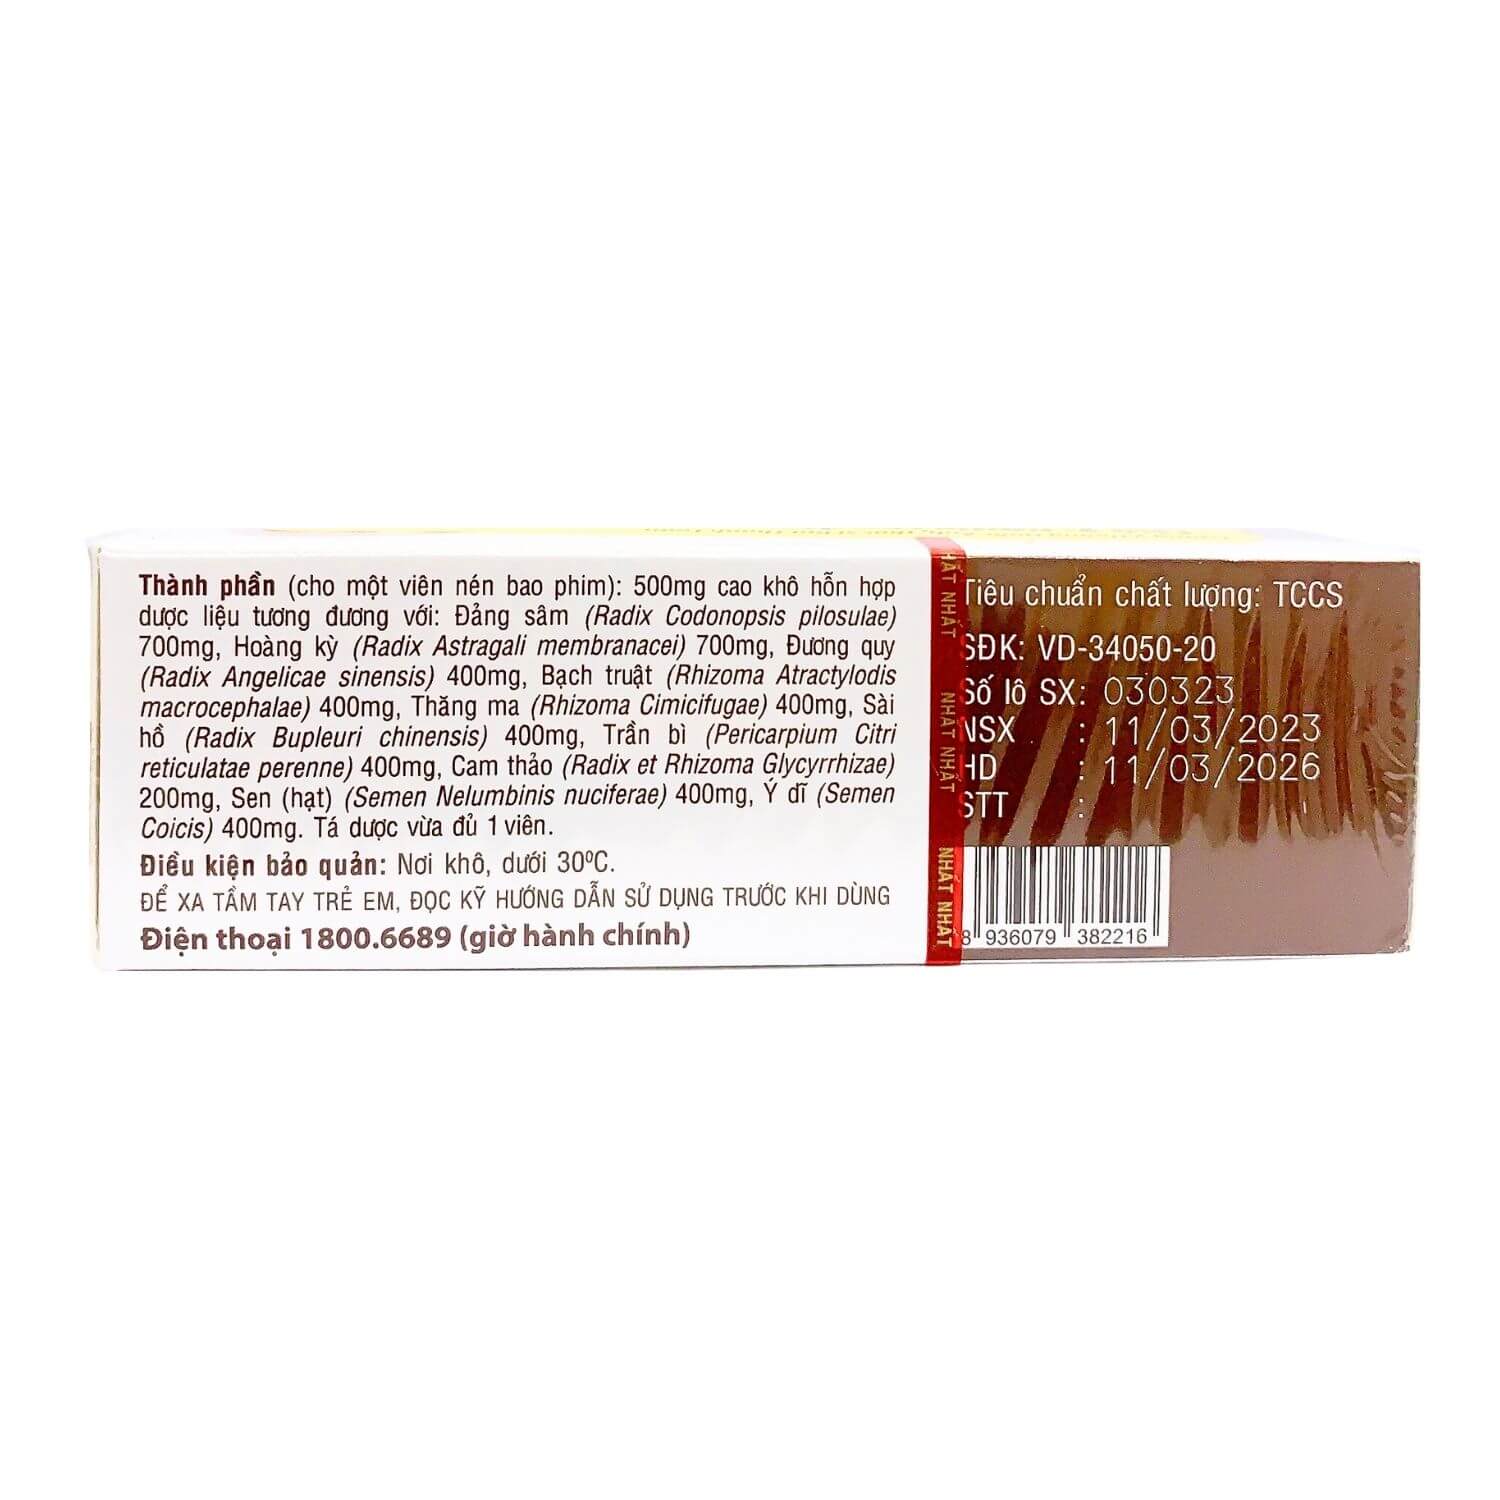 Thành phần (cho một viên nén bao phim): 500mg cao khô hỗn hợp
dược liệu tương đương với: Đảng sâm (Radix Codonopsis pilosulae)
700mg, Hoàng kỳ (Radix Astragali membranacei) 700mg, Đương quy
(Radix Angelicae sinensis) 400mg, Bạch truật (Rhizoma Atractylodis
macrocephalae) 400mg, Thăng ma (Rhizoma Cimicifugae) 400mg, Sài
hồ (Radix Bupleuri chinensis) 400mg, Trần bì (Pericarpium Citri
reticulatae perenne) 400mg, Cam thảo (Radix et Rhizoma Glycyrrhizae)
200mg, Sen (hạt) (Semen Nelumbinis nuciferae) 400mg, Ý dĩ (Semen
Coicis) 400mg. Tá dược vừa đủ 1 viên.
Điều kiện bảo quản: Nơi khô, dưới 30ºC.
ĐỂ XA TẦM TAY TRẺ EM, ĐỌC KỸ HƯỚNG DẪN SỬ DỤNG TRƯỚC KHI DÙNG
Điện thoại 1800.6689 (giờ hành chính)
NHẤT NHẤT
NHẤT NHẤT
NHẤT NHẤT
Tiêu chuẩn chất lượng: TCCS
SĐK: VD-34050-20
Số lô SX: 030323
NSX : 11/03/2023
HD : 11/03/2026
STT :
8 936079 382216